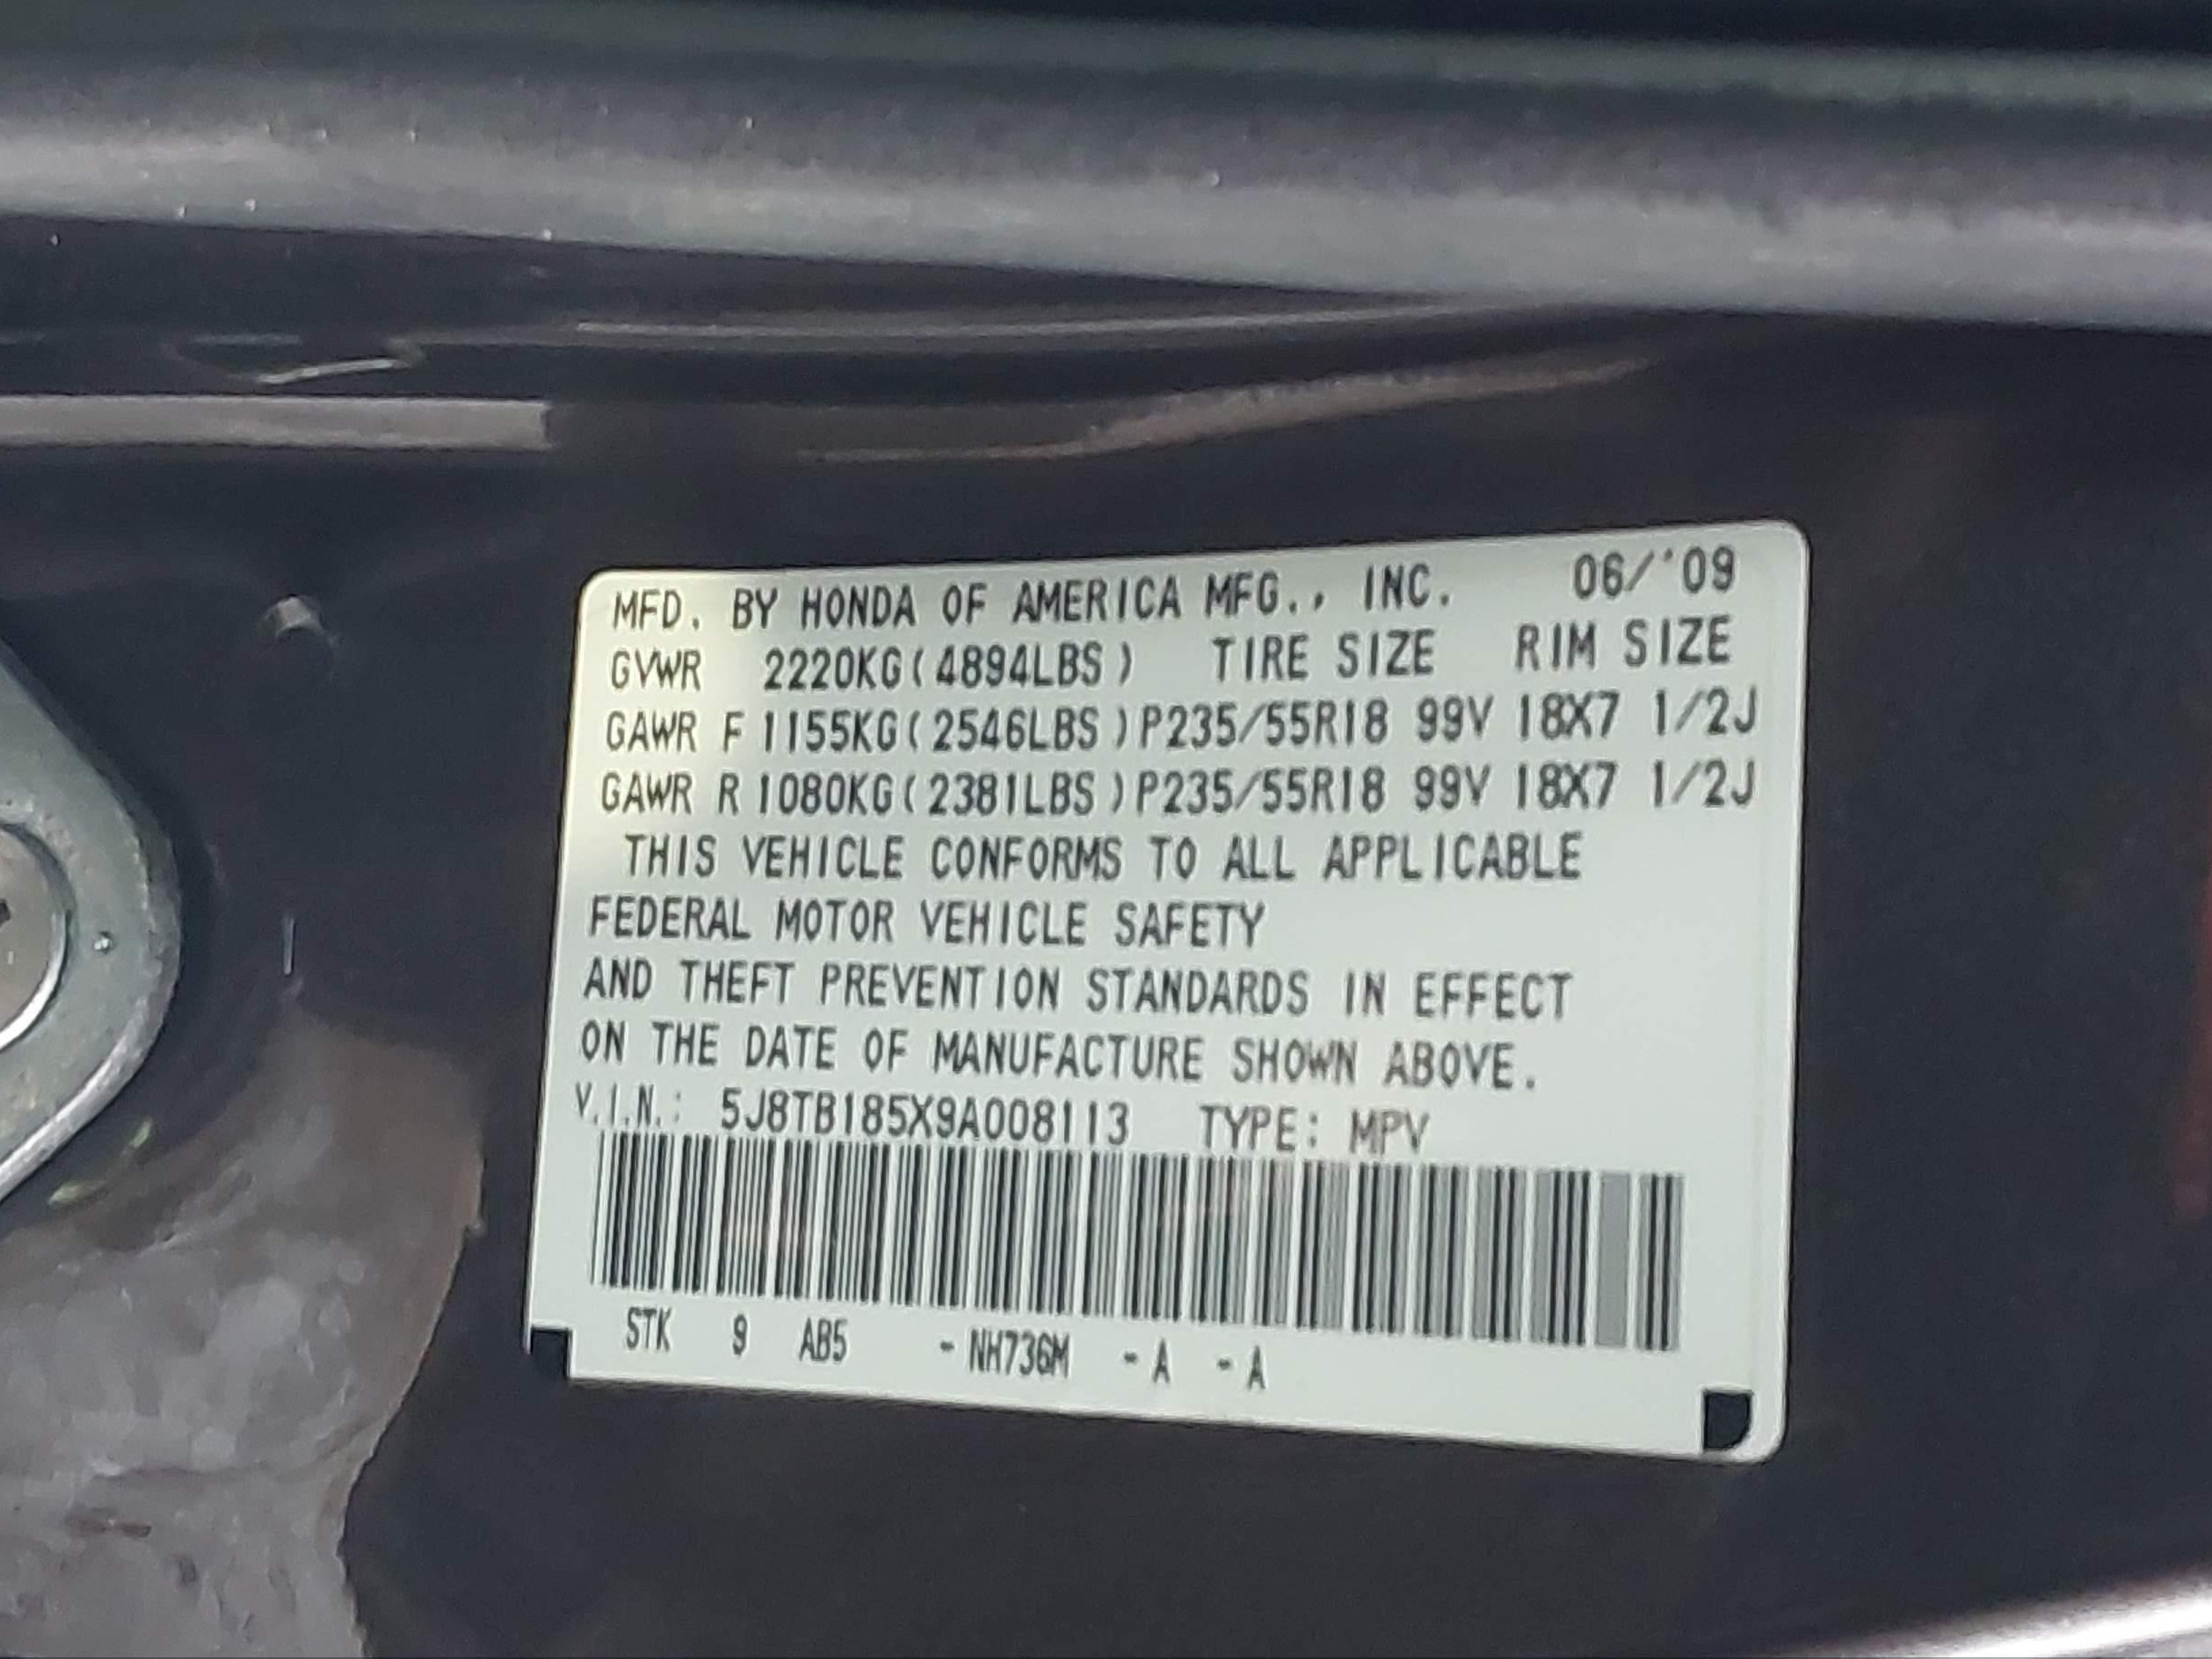 MFD. BY HONDA OF AMERICA MFG., INC. 06/'09
GVWR 2220KG(4894LBS) TIRE SIZE RIM SIZE
GAWR F 1155KG(2546LBS)P235/55R18 99V 18X7 1/2J
GAWR R 1080KG(2381LBS)P235/55R18 99V 18X7 1/2J
THIS VEHICLE CONFORMS TO ALL APPLICABLE
FEDERAL MOTOR VEHICLE SAFETY
AND THEFT PREVENTION STANDARDS IN EFFECT
ON THE DATE OF MANUFACTURE SHOWN ABOVE.
V.I.N.: 5J8TB185X9A008113 TYPE: MPV
STK 9 AB5 - NH736M - A - A